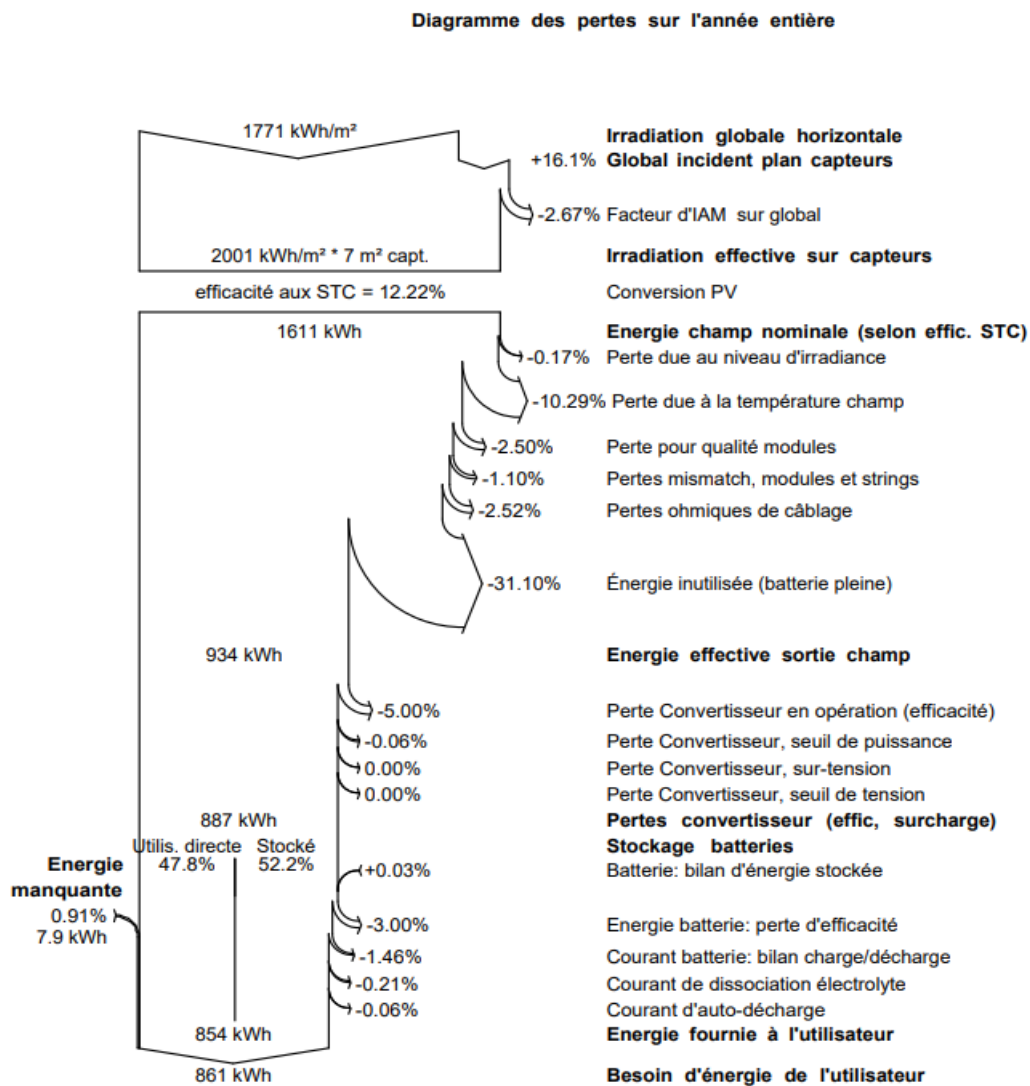 Diagramme des pertes sur l'année entière
1771 kWh/m²
Irradiation globale horizontale
+16.1% Global incident plan capteurs
-2.67% Facteur d'IAM sur global
2001 kWh/m² * 7 m² capt.
Irradiation effective sur capteurs
efficacité aux STC = 12.22%
Conversion PV
1611 kWh
Energie champ nominale (selon effic. STC)
-0.17% Perte due au niveau d'irradiance
-10.29% Perte due à la température champ
-2.50% Perte pour qualité modules
-1.10% Pertes mismatch, modules et strings
-2.52% Pertes ohmiques de câblage
-31.10% Énergie inutilisée (batterie pleine)
934 kWh
Energie effective sortie champ
-5.00% Perte Convertisseur en opération (efficacité)
-0.06% Perte Convertisseur, seuil de puissance
0.00% Perte Convertisseur, sur-tension
0.00% Perte Convertisseur, seuil de tension
887 kWh
Pertes convertisseur (effic, surcharge)
Utilis. directe Stocké
Stockage batteries
Energie
manquante
47.8% 52.2%
+0.03% Batterie: bilan d'énergie stockée
0.91%
7.9 kWh
-3.00% Energie batterie: perte d'efficacité
-1.46% Courant batterie: bilan charge/décharge
-0.21% Courant de dissociation électrolyte
-0.06% Courant d'auto-décharge
854 kWh
Energie fournie à l'utilisateur
861 kWh
Besoin d'énergie de l'utilisateur